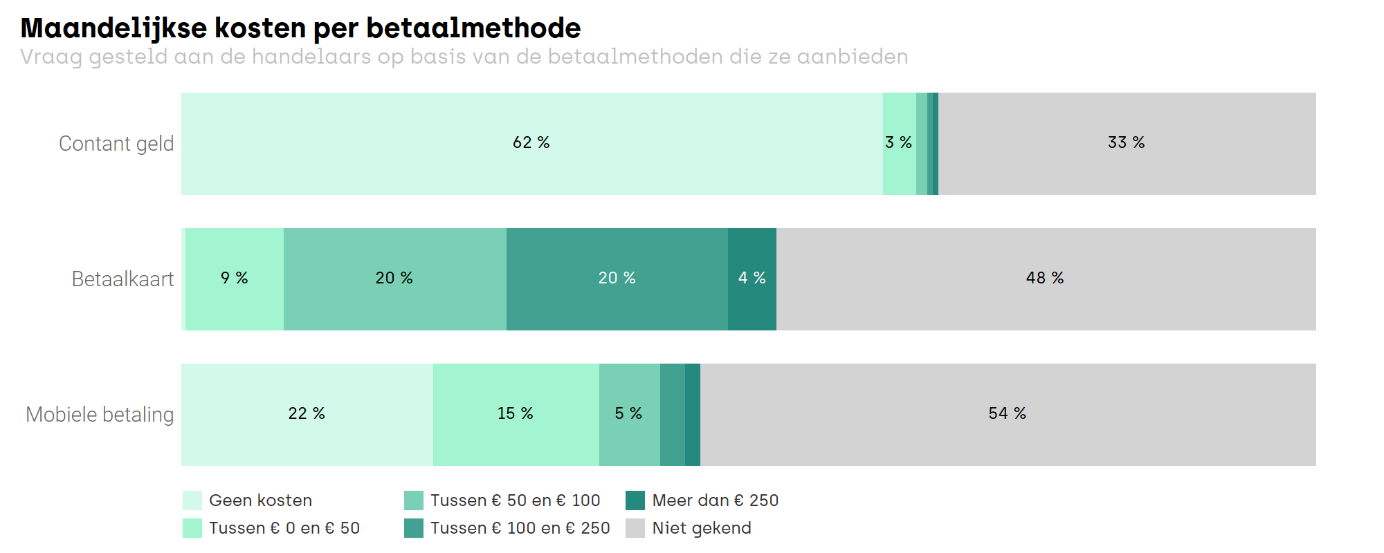 Maandelijkse kosten per betaalmethode
Vraag gesteld aan de handelaars op basis van de betaalmethoden die ze aanbieden
Contant geld 62 % 3 % 33 %
Betaalkaart 9 % 20 % 20 % 4 % 48 %
Mobiele betaling 22 % 15 % 5 % 54 %
Geen kosten Tussen € 50 en € 100 Meer dan € 250
Tussen € 0 en € 50 Tussen € 100 en € 250 Niet gekend